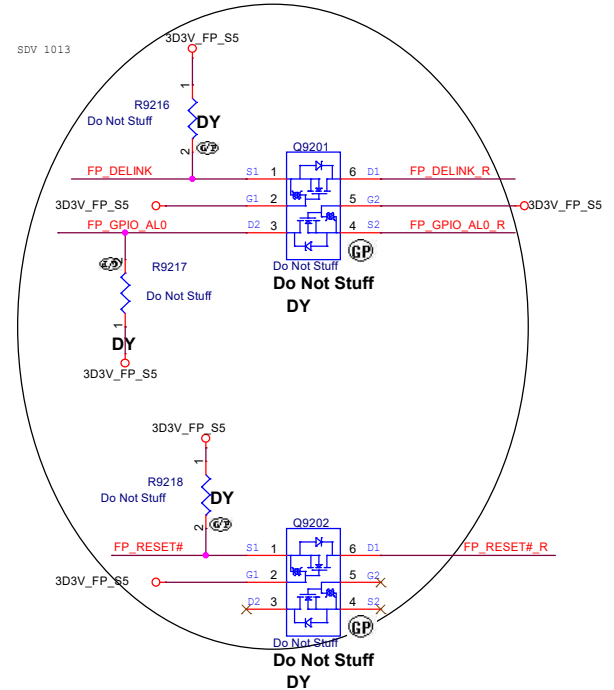 3D3V_FP_S5
SDV 1013
1
R9216
Do Not Stuff
DY
2
G/P
Q9201
FP_DELINK
S1 1
6 D1
FP_DELINK_R
3D3V_FP_S5
G1 2
5 G2
3D3V_FP_S5
FP_GPIO_AL0
D2 3
4 S2
FP_GPIO_AL0_R
GP
2
R9217
Do Not Stuff
Do Not Stuff
Do Not Stuff
DY
1
DY
3D3V_FP_S5
3D3V_FP_S5
1
R9218
Do Not Stuff
DY
2
G/P
Q9202
FP_RESET#
S1 1
6 D1
FP_RESET#_R
3D3V_FP_S5
G1 2
5 G2
D2 3
4 S2
GP
Do Not Stuff
Do Not Stuff
DY